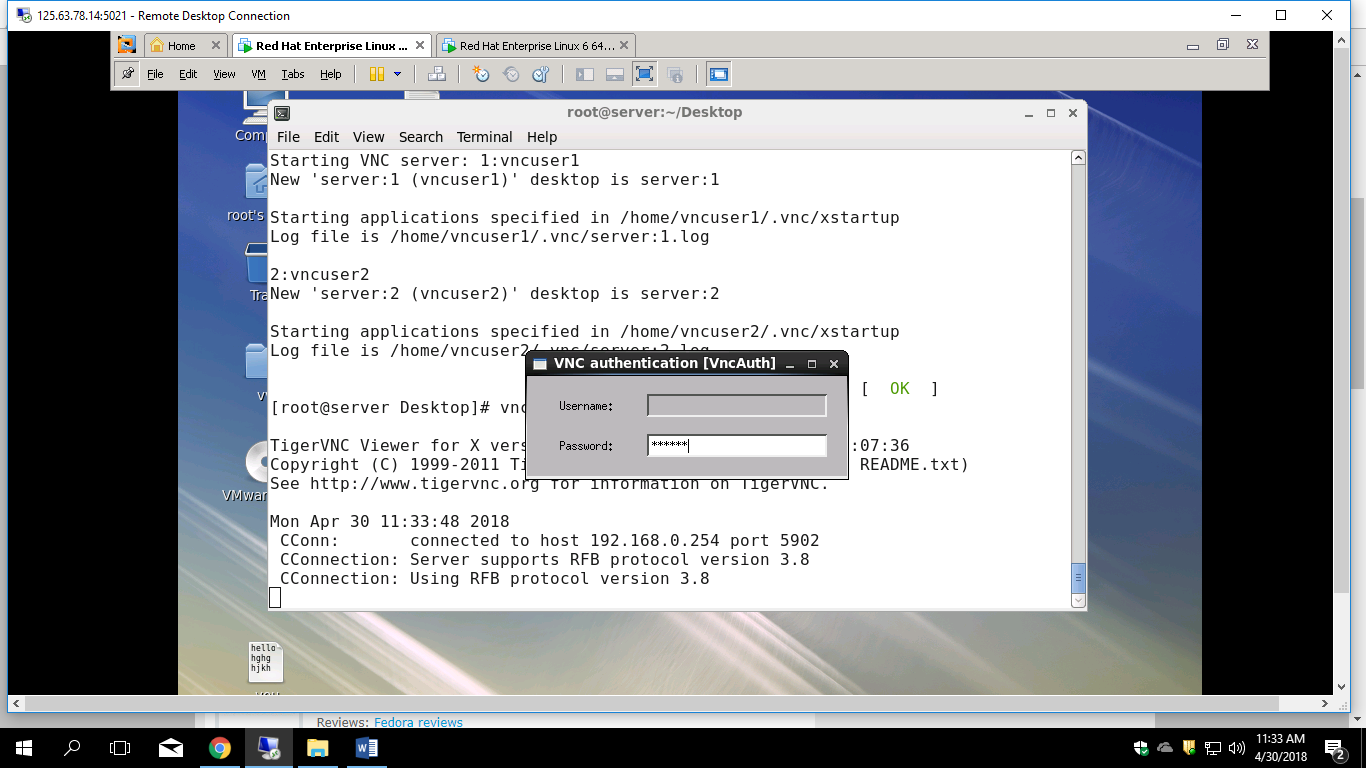 125.63.78.14:5021 - Remote Desktop Connection
Home
Red Hat Enterprise Linux ...
Red Hat Enterprise Linux 6 64...
File Edit View VM Tabs Help
root@server:~/Desktop
File Edit View Search Terminal Help
Starting VNC server: 1:vncuser1
New 'server:1 (vncuser1)' desktop is server:1
Starting applications specified in /home/vncuser1/.vnc/xstartup
Log file is /home/vncuser1/.vnc/server:1.log
2:vncuser2
New 'server:2 (vncuser2)' desktop is server:2
Starting applications specified in /home/vncuser2/.vnc/xstartup
Log file is /home/vncuser2/.vnc/server:2.log
[ OK ]
[root@server Desktop]# vnc
TigerVNC Viewer for X vers :07:36
Copyright (C) 1999-2011 Ti README.txt)
See http://www.tigervnc.org for information on TigerVNC.
Mon Apr 30 11:33:48 2018
CConn: connected to host 192.168.0.254 port 5902
CConnection: Server supports RFB protocol version 3.8
CConnection: Using RFB protocol version 3.8
VNC authentication [VncAuth]
Username:
Password: ******
Comp
root's
Tra
VMwar
hello
hghg
hjkh
Reviews: Fedora reviews
11:33 AM
4/30/2018
2